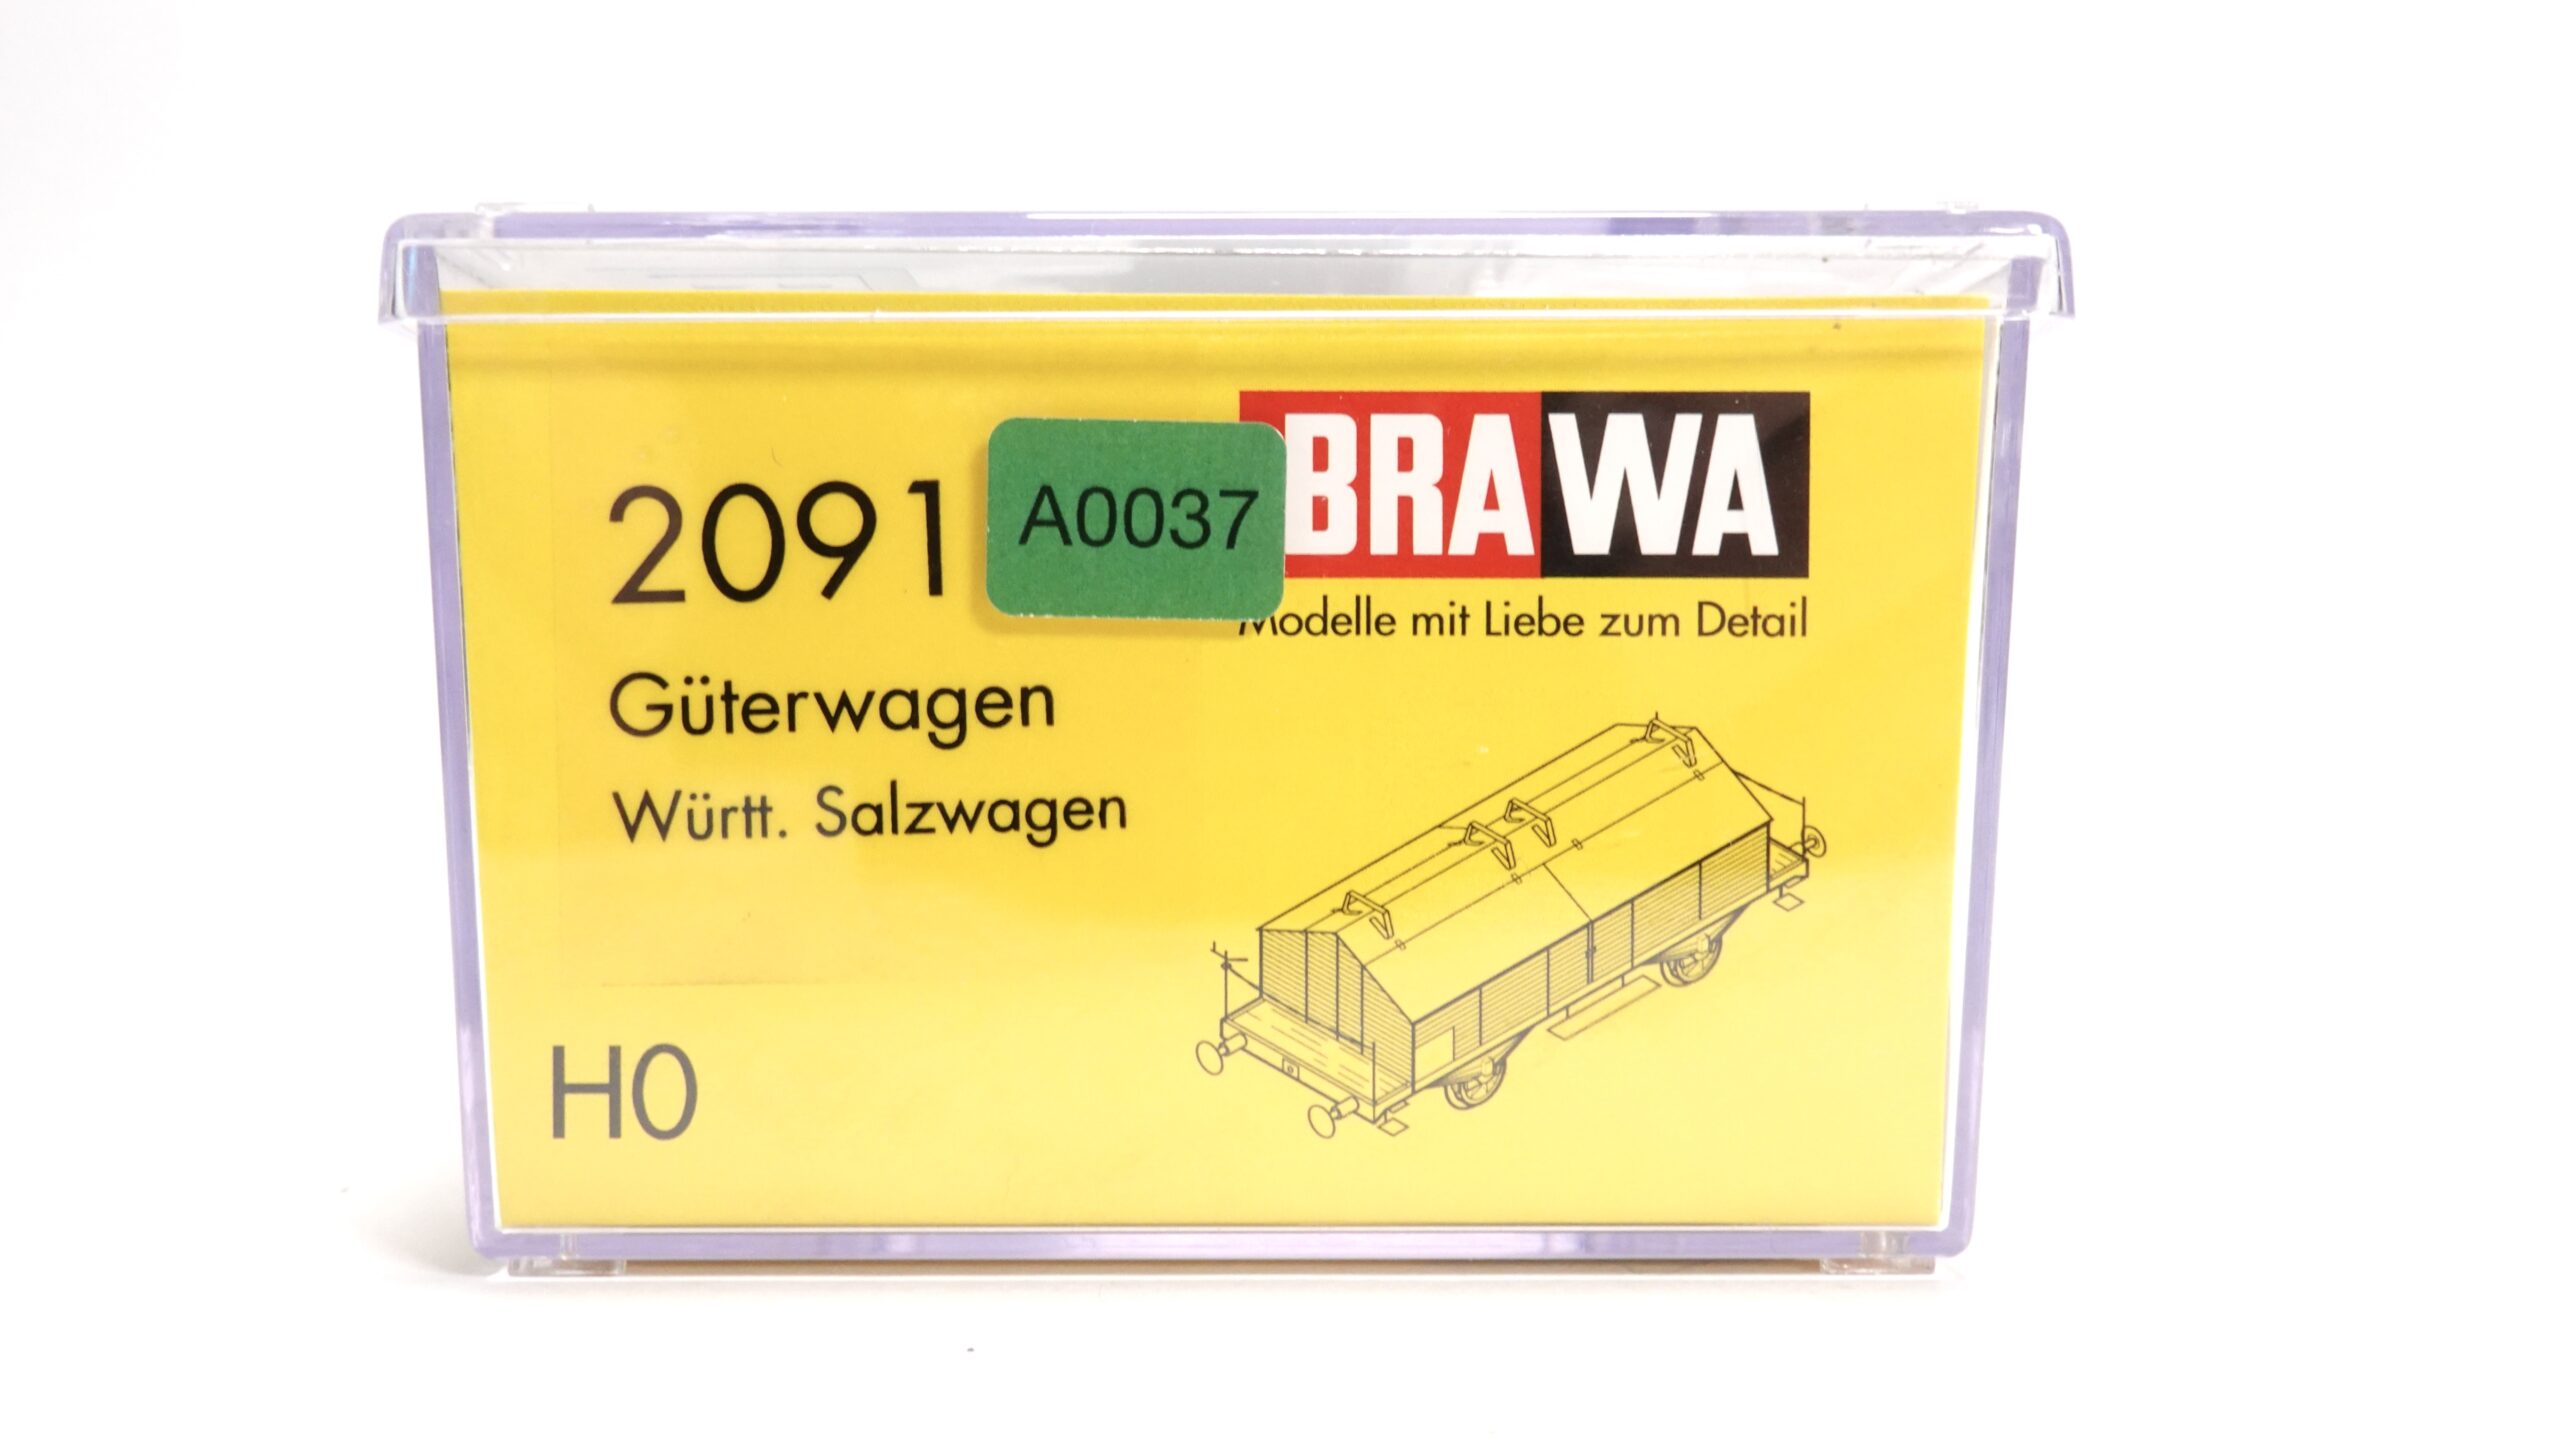 BRAWA
2091
A0037
Modelle mit Liebe zum Detail
Güterwagen
Württ. Salzwagen
H0